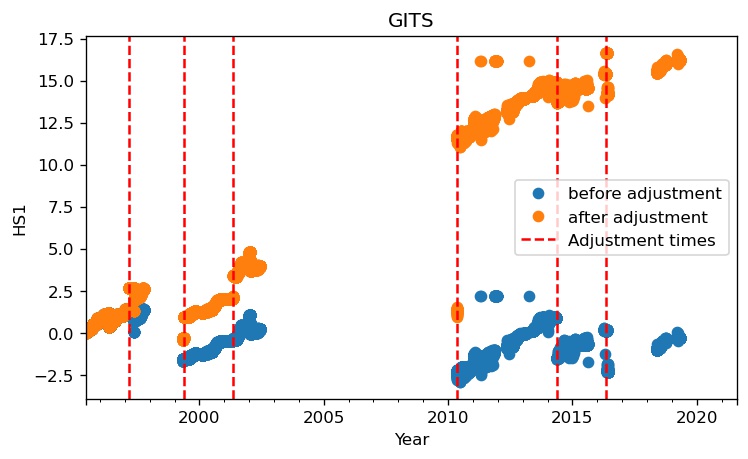 GITS
17.5
15.0
12.5
10.0
7.5
5.0
2.5
0.0
−2.5
HS1
before adjustment
after adjustment
Adjustment times
2000 2005 2010 2015 2020
Year